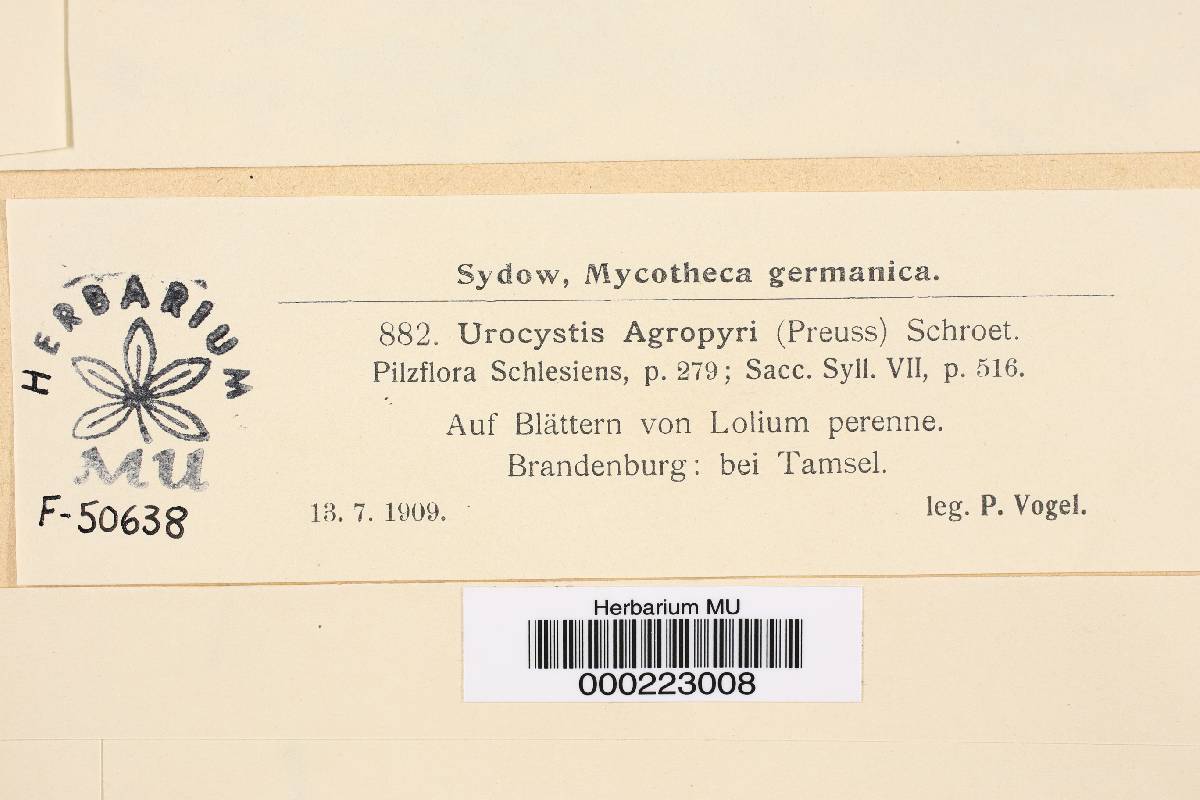 Sydow, Mycotheca germanica.
882. Urocystis Agropyri (Preuss) Schroet.
Pilzflora Schlesiens, p. 279; Sacc. Syll. VII, p. 516.
Auf Blättern von Lolium perenne.
Brandenburg: bei Tamsel.
13. 7. 1909.
leg. P. Vogel.
HERBARIUM
MU
F-50638
Herbarium MU
000223008